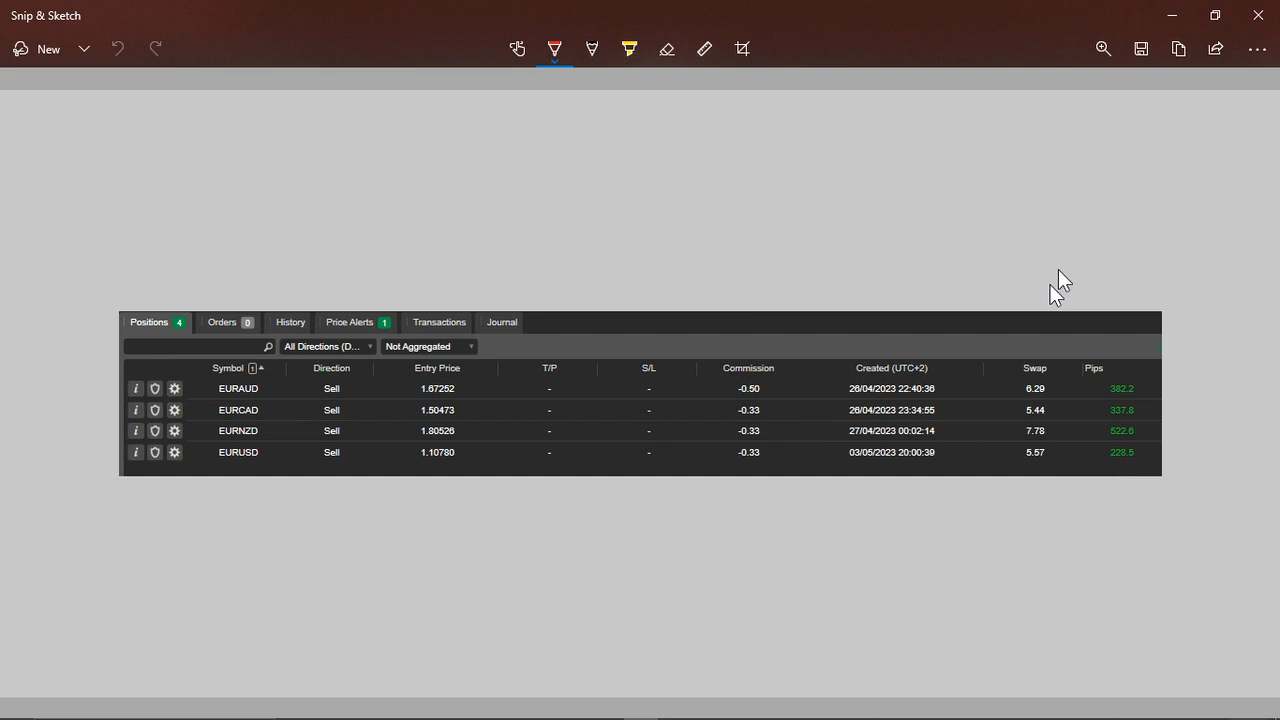 Snip & Sketch
New
Positions 4 Orders 0 History Price Alerts 1 Transactions Journal
All Directions (D... Not Aggregated
Symbol 1 Direction Entry Price T/P S/L Commission Created (UTC+2) Swap Pips
i EURAUD Sell 1.67252 - - -0.50 26/04/2023 22:40:36 6.29 382.2
i EURCAD Sell 1.50473 - - -0.33 26/04/2023 23:34:55 5.44 337.8
i EURNZD Sell 1.80526 - - -0.33 27/04/2023 00:02:14 7.78 522.6
i EURUSD Sell 1.10780 - - -0.33 03/05/2023 20:00:39 5.57 228.5